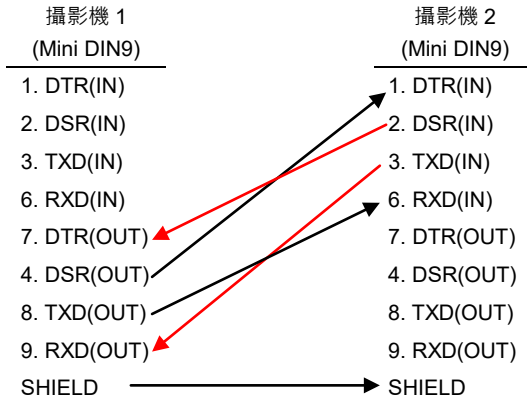 攝影機 1
(Mini DIN9)
1. DTR(IN)
2. DSR(IN)
3. TXD(IN)
6. RXD(IN)
7. DTR(OUT)
4. DSR(OUT)
8. TXD(OUT)
9. RXD(OUT)
SHIELD
攝影機 2
(Mini DIN9)
1. DTR(IN)
2. DSR(IN)
3. TXD(IN)
6. RXD(IN)
7. DTR(OUT)
4. DSR(OUT)
8. TXD(OUT)
9. RXD(OUT)
SHIELD